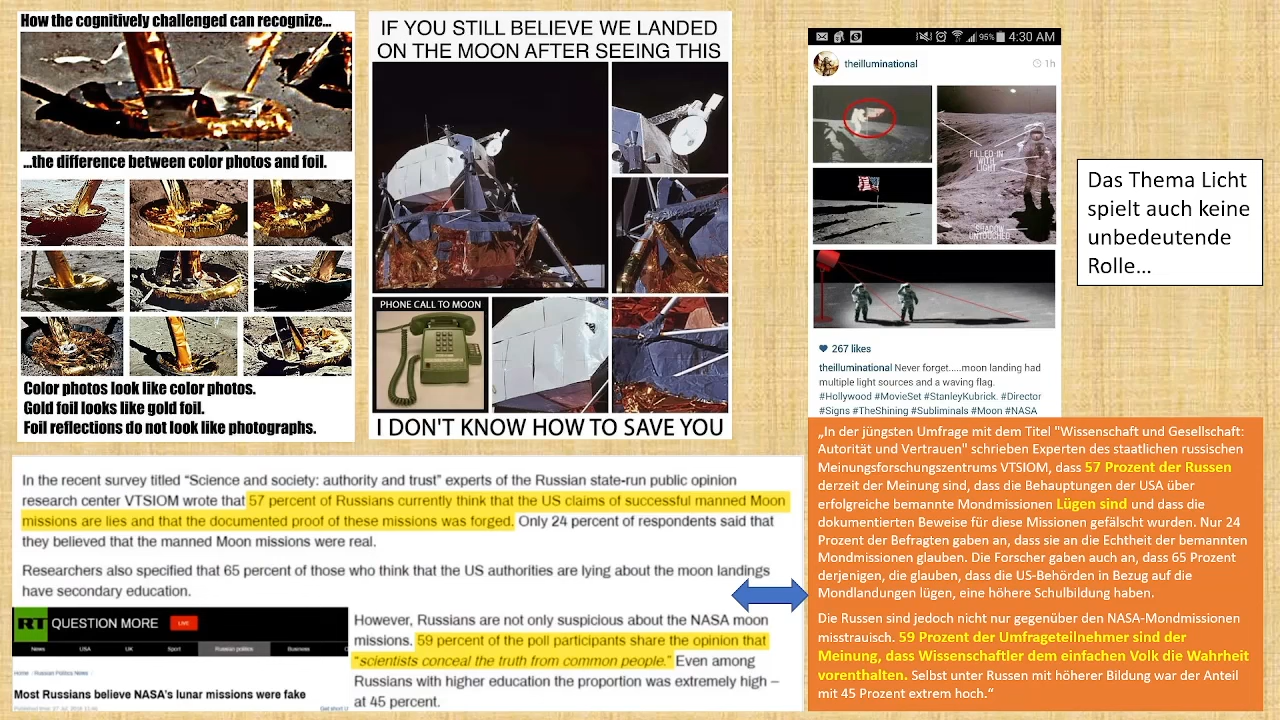 How the cognitively challenged can recognize...
...the difference between color photos and foil.
Color photos look like color photos.
Gold foil looks like gold foil.
Foil reflections do not look like photographs.
IF YOU STILL BELIEVE WE LANDED
ON THE MOON AFTER SEEING THIS
PHONE CALL TO MOON
I DON'T KNOW HOW TO SAVE YOU
95% 4:30 AM
theilluminational
1h
FILLED IN
WITH
LIGHT
SHADOW
UNTOUCHED
267 likes
theilluminational Never forget.....moon landing had
multiple light sources and a waving flag.
#Hollywood #MovieSet #StanleyKubrick. #Director
#Signs #TheShining #Subliminals #Moon #NASA
Das Thema Licht
spielt auch keine
unbedeutende
Rolle...
In the recent survey titled “Science and society: authority and trust” experts of the Russian state-run public opinion
research center VTSIOM wrote that 57 percent of Russians currently think that the US claims of successful manned Moon
missions are lies and that the documented proof of these missions was forged. Only 24 percent of respondents said that
they believed that the manned Moon missions were real.
Researchers also specified that 65 percent of those who think that the US authorities are lying about the moon landings
have secondary education.
RT QUESTION MORE LIVE
News USA UK Sport Russian politics Business
Home / Russian Politics News /
Most Russians believe NASA’s lunar missions were fake
Get short U
However, Russians are not only suspicious about the NASA moon
missions. 59 percent of the poll participants share the opinion that
“scientists conceal the truth from common people.” Even among
Russians with higher education the proportion was extremely high –
at 45 percent.
„In der jüngsten Umfrage mit dem Titel "Wissenschaft und Gesellschaft:
Autorität und Vertrauen" schrieben Experten des staatlichen russischen
Meinungsforschungszentrums VTSIOM, dass 57 Prozent der Russen
derzeit der Meinung sind, dass die Behauptungen der USA über
erfolgreiche bemannte Mondmissionen Lügen sind und dass die
dokumentierten Beweise für diese Missionen gefälscht wurden. Nur 24
Prozent der Befragten gaben an, dass sie an die Echtheit der bemannten
Mondmissionen glauben. Die Forscher gaben auch an, dass 65 Prozent
derjenigen, die glauben, dass die US-Behörden in Bezug auf die
Mondlandungen lügen, eine höhere Schulbildung haben.
Die Russen sind jedoch nicht nur gegenüber den NASA-Mondmissionen
misstrauisch. 59 Prozent der Umfrageteilnehmer sind der
Meinung, dass Wissenschaftler dem einfachen Volk die Wahrheit
vorenthalten. Selbst unter Russen mit höherer Bildung war der Anteil
mit 45 Prozent extrem hoch.“